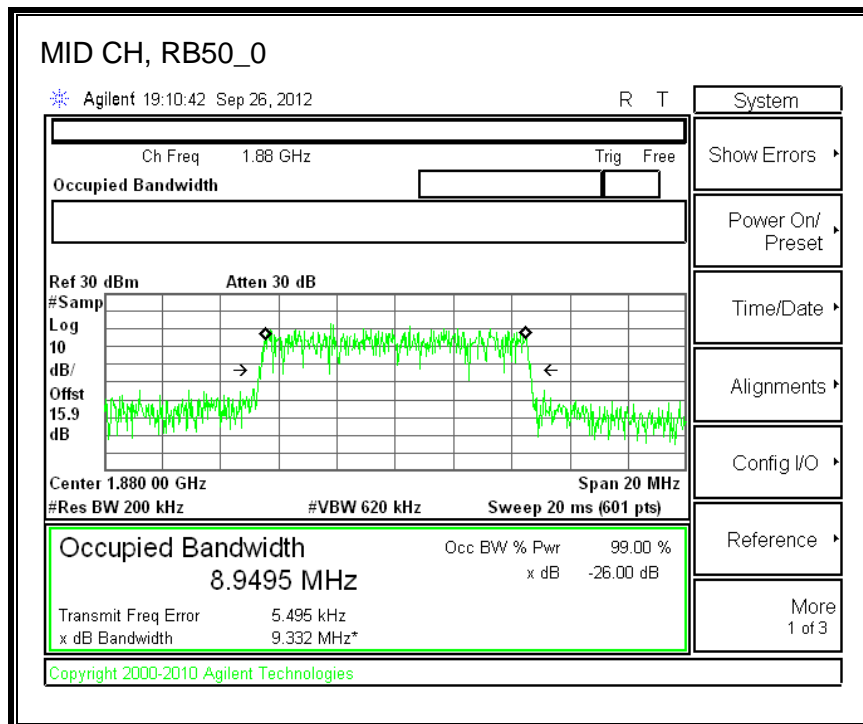 MID CH, RB50_0
Agilent 19:10:42 Sep 26, 2012 R T
System
Ch Freq 1.88 GHz Trig Free
Occupied Bandwidth
Show Errors
Power On/
Preset
Time/Date
Alignments
Config I/O
Reference
More
1 of 3
Ref 30 dBm Atten 30 dB
#Samp
Log
10
dB/
Offst
15.9
dB
Center 1.880 00 GHz Span 20 MHz
#Res BW 200 kHz #VBW 620 kHz Sweep 20 ms (601 pts)
Occupied Bandwidth Occ BW % Pwr 99.00 %
8.9495 MHz x dB -26.00 dB
Transmit Freq Error 5.495 kHz
x dB Bandwidth 9.332 MHz*
Copyright 2000-2010 Agilent Technologies